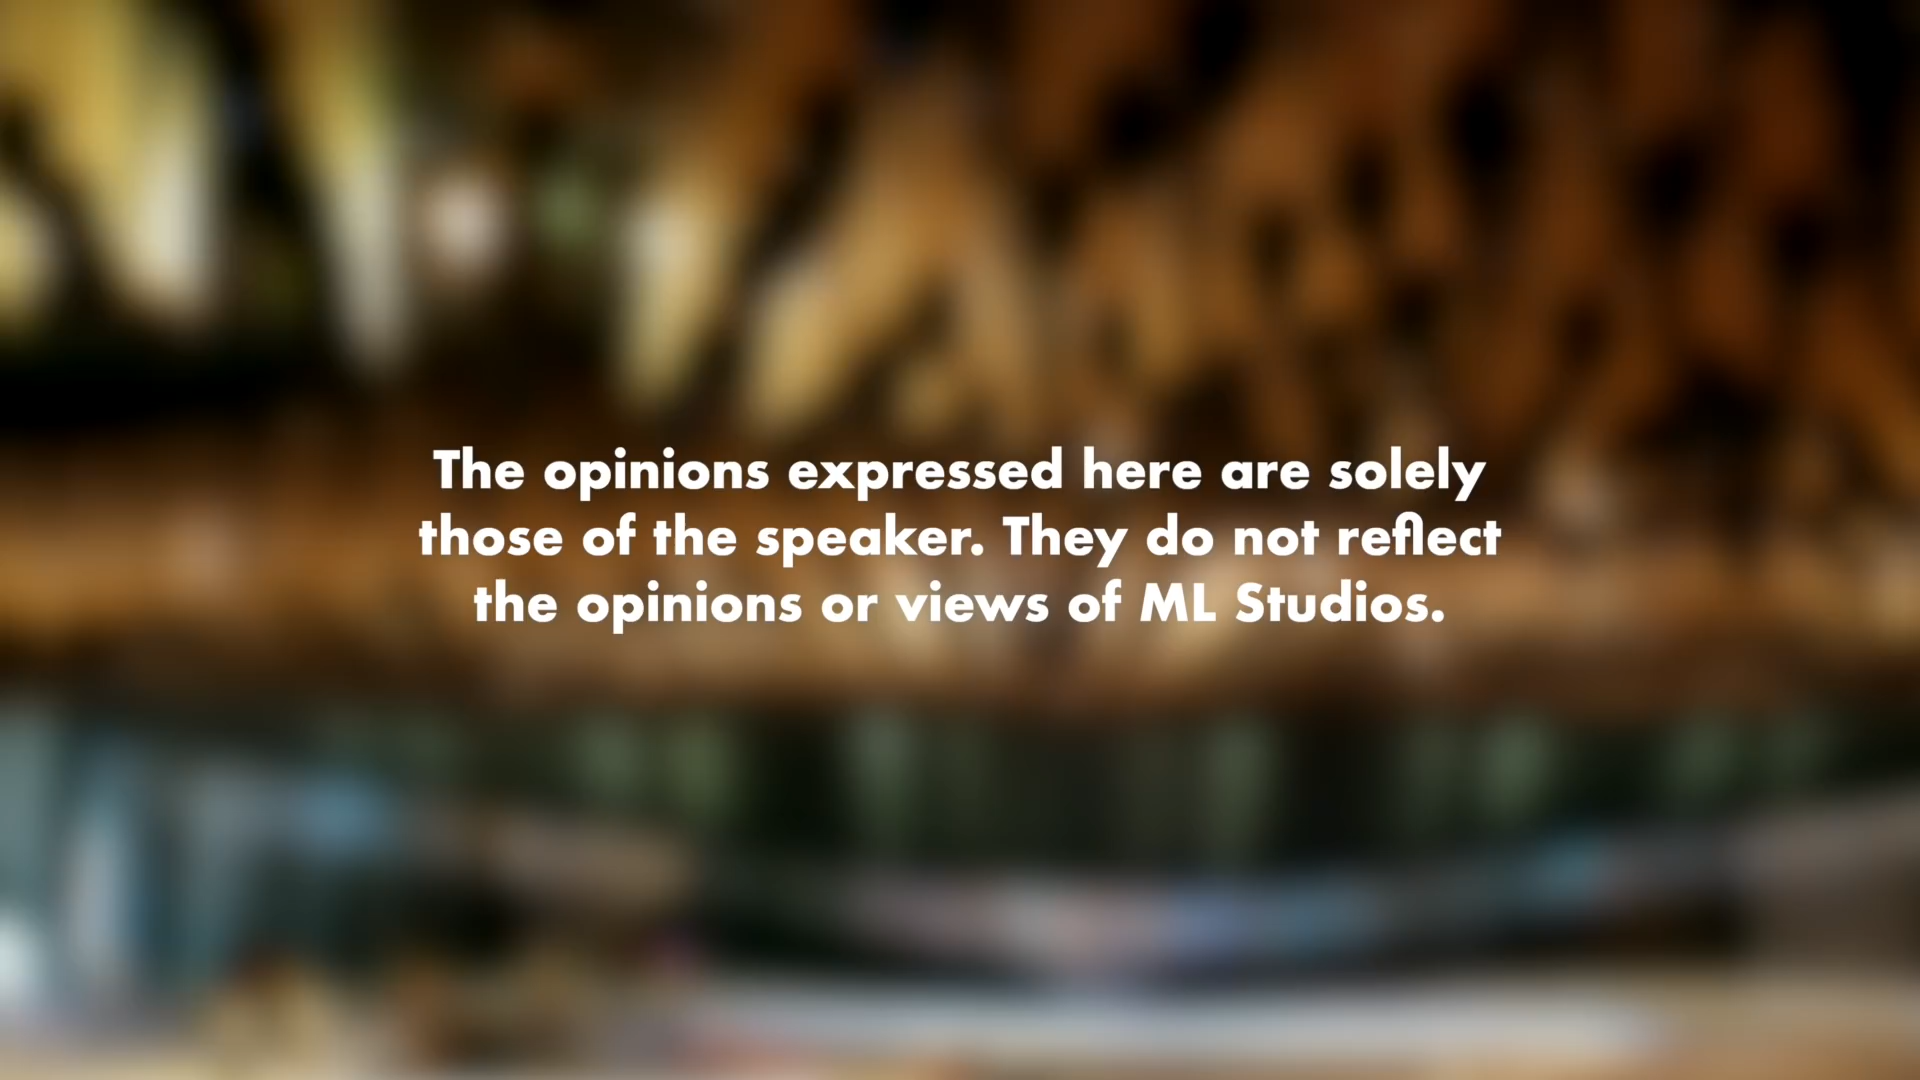 The opinions expressed here are solely
those of the speaker. They do not reflect
the opinions or views of ML Studios.